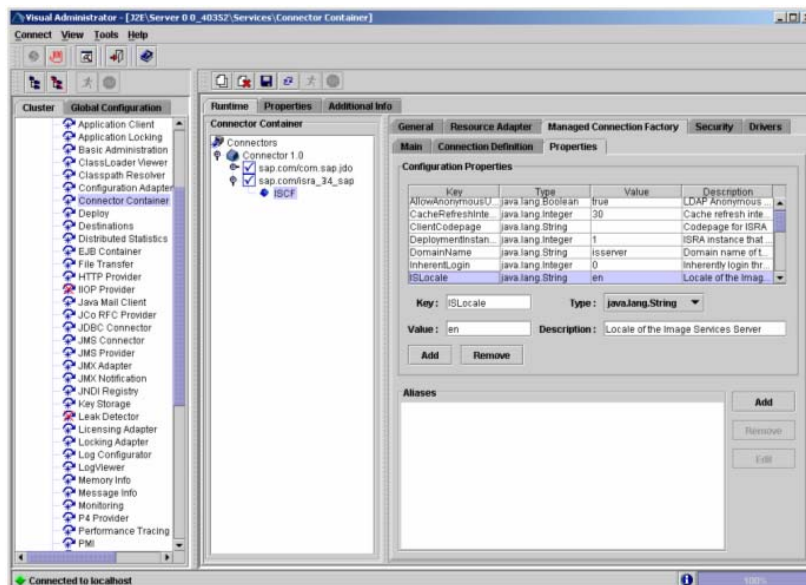 Visual Administrator - [J2E\Server 0 0_40352\Services\Connector Container]
Connect View Tools Help
Cluster Global Configuration
Application Client
Application Locking
Basic Administration
ClassLoader Viewer
Classpath Resolver
Configuration Adapter
Connector Container
Deploy
Destinations
Distributed Statistics
EJB Container
File Transfer
HTTP Provider
IIOP Provider
Java Mail Client
JCo RFC Provider
JDBC Connector
JMS Connector
JMS Provider
JMX Adapter
JMX Notification
JNDI Registry
Key Storage
Leak Detector
Licensing Adapter
Locking Adapter
Log Configurator
LogViewer
Memory Info
Message Info
Monitoring
P4 Provider
Performance Tracing
PMI
Runtime Properties Additional Info
Connector Container
Connectors
Connector 1.0
sap.com/com.sap.jdo
sap.com/isra_34_sap
ISCF
General Resource Adapter Managed Connection Factory Security Drivers
Main Connection Definition Properties
Configuration Properties
Key Type Value Description
AllowAnonymousU... java.lang.Boolean true LDAP Anonymous ...
CacheRefreshInte... java.lang.Integer 30 Cache refresh inte...
ClientCodepage java.lang.String Codepage for ISRA
DeploymentInstan... java.lang.Integer 1 ISRA instance that ...
DomainName java.lang.String isserver Domain name of t...
InherentLogin java.lang.Integer 0 Inherently login thr...
ISLocale java.lang.String en Locale of the Imag...
Key: ISLocale Type: java.lang.String
Value: en Description: Locale of the Image Services Server
Add Remove
Aliases
Add
Remove
Edit
Connected to localhost
100%